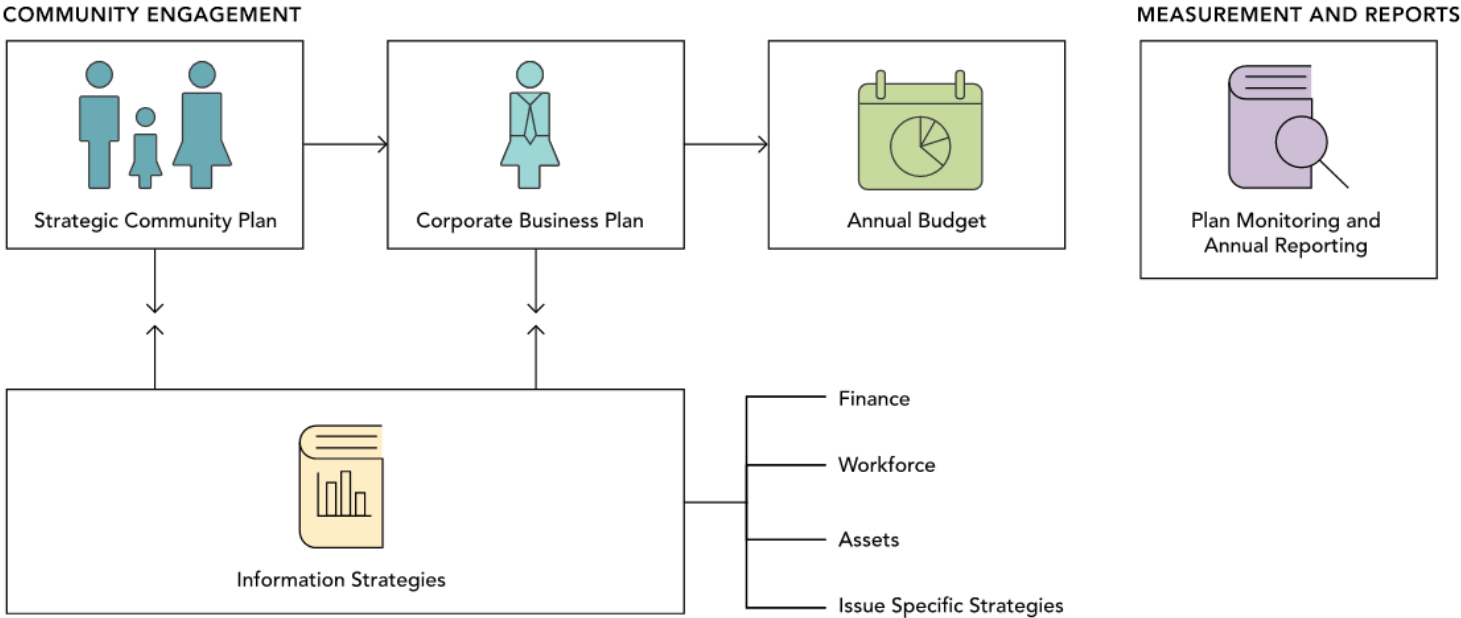 COMMUNITY ENGAGEMENT
MEASUREMENT AND REPORTS
Strategic Community Plan
Corporate Business Plan
Annual Budget
Plan Monitoring and
Annual Reporting
Finance
Workforce
Assets
Information Strategies
Issue Specific Strategies